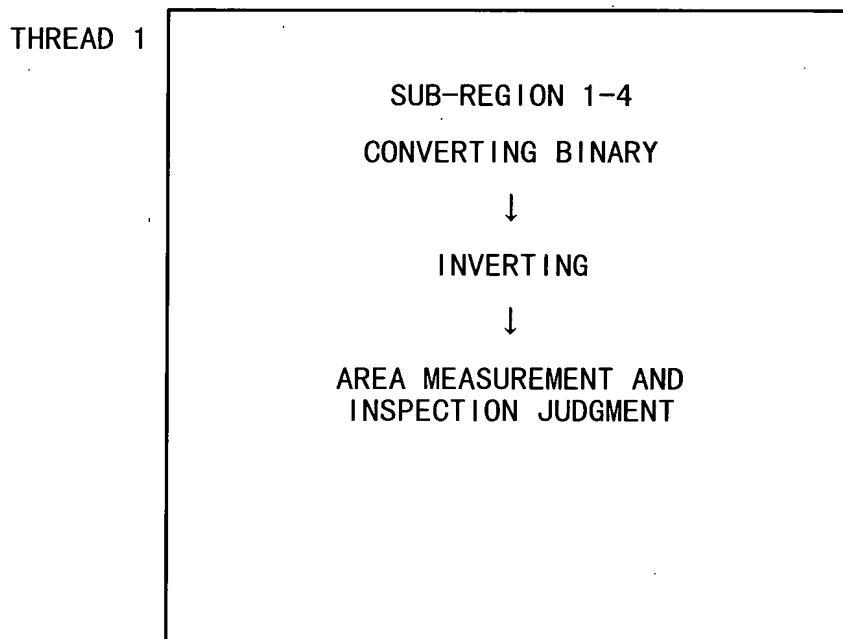 THREAD 1
SUB-REGION 1-4
CONVERTING BINARY
↓
INVERTING
↓
AREA MEASUREMENT AND
INSPECTION JUDGMENT